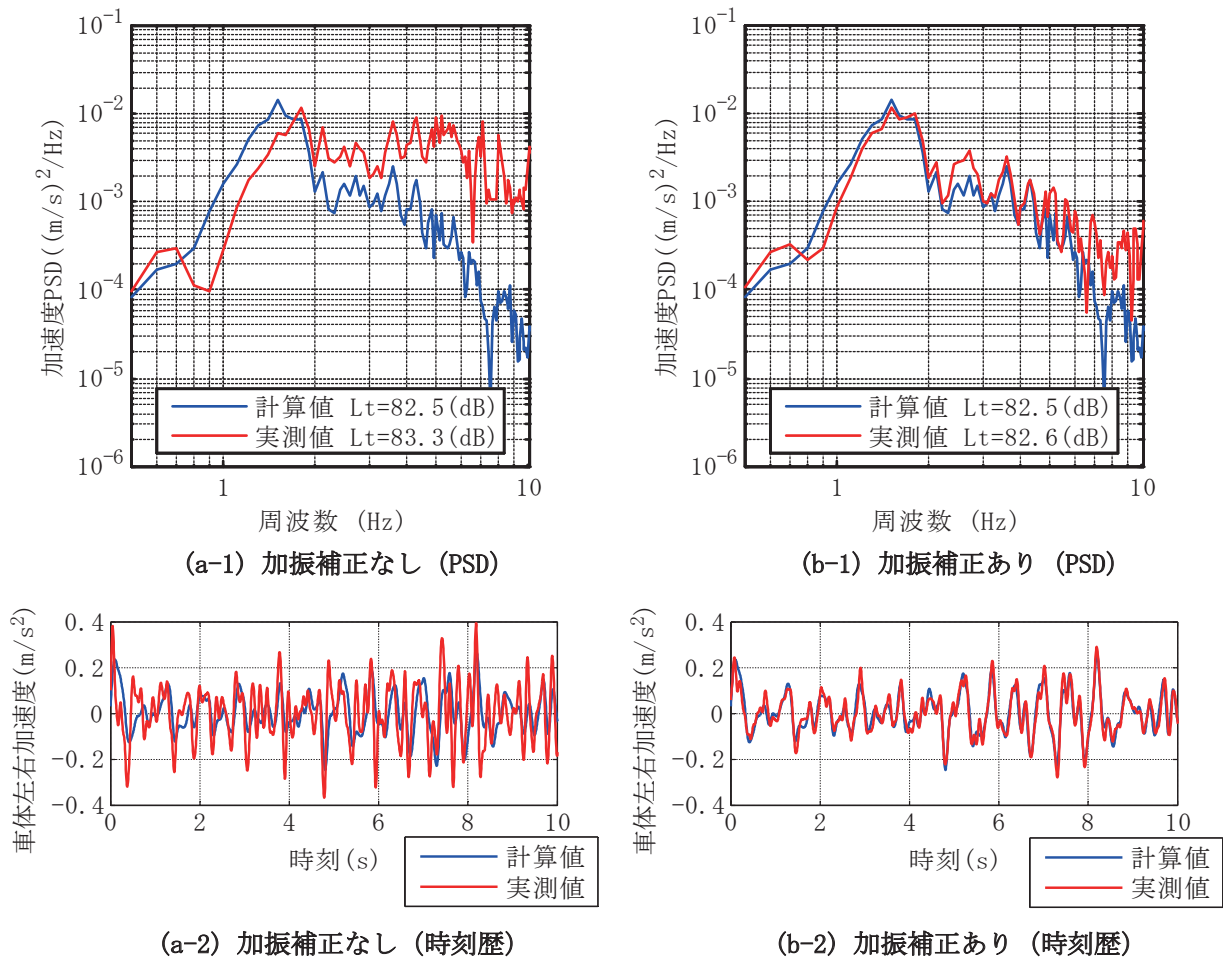 10^-1
10^-2
10^-3
10^-4
10^-5
10^-6
加速度PSD((m/s)^2/Hz)
計算値 Lt=82.5(dB)
実測値 Lt=83.3(dB)
1 10
周波数 (Hz)
(a-1) 加振補正なし (PSD)
10^-1
10^-2
10^-3
10^-4
10^-5
10^-6
加速度PSD((m/s)^2/Hz)
計算値 Lt=82.5(dB)
実測値 Lt=82.6(dB)
1 10
周波数 (Hz)
(b-1) 加振補正あり (PSD)
0.4
0.2
0
-0.2
-0.4
車体左右加速度(m/s^2)
0 2 4 6 8 10
時刻(s)
計算値
実測値
(a-2) 加振補正なし (時刻歴)
0.4
0.2
0
-0.2
-0.4
車体左右加速度(m/s^2)
0 2 4 6 8 10
時刻(s)
計算値
実測値
(b-2) 加振補正あり (時刻歴)